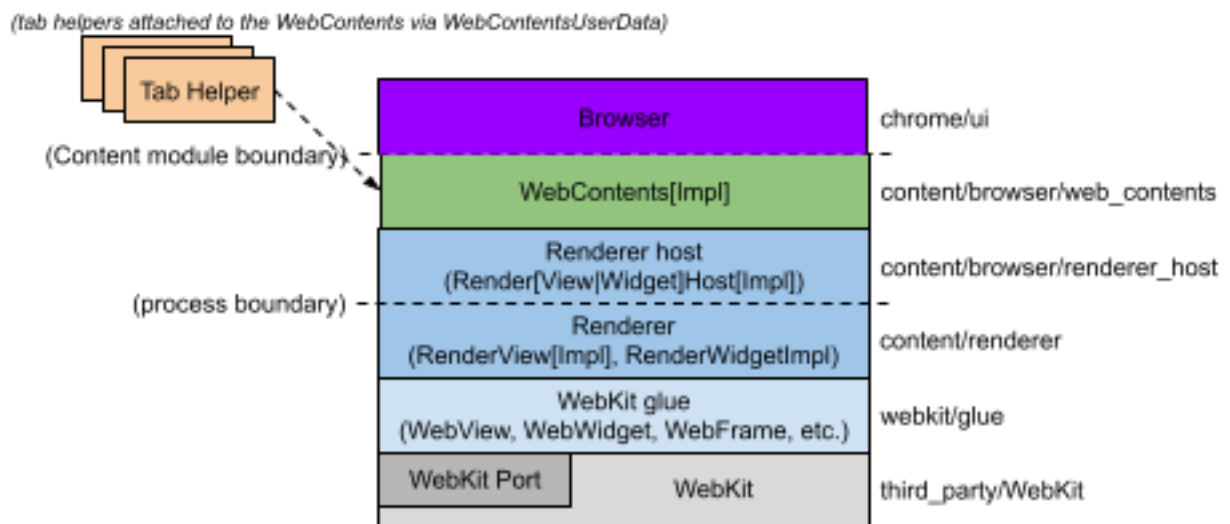 (tab helpers attached to the WebContents via WebContentsUserData)
Tab Helper
Browser
chrome/ui
(Content module boundary)
WebContents[Impl]
content/browser/web_contents
Renderer host
(Render[View|Widget]Host[Impl])
content/browser/renderer_host
(process boundary)
Renderer
(RenderView[Impl], RenderWidgetImpl)
content/renderer
WebKit glue
(WebView, WebWidget, WebFrame, etc.)
webkit/glue
WebKit Port
WebKit
third_party/WebKit